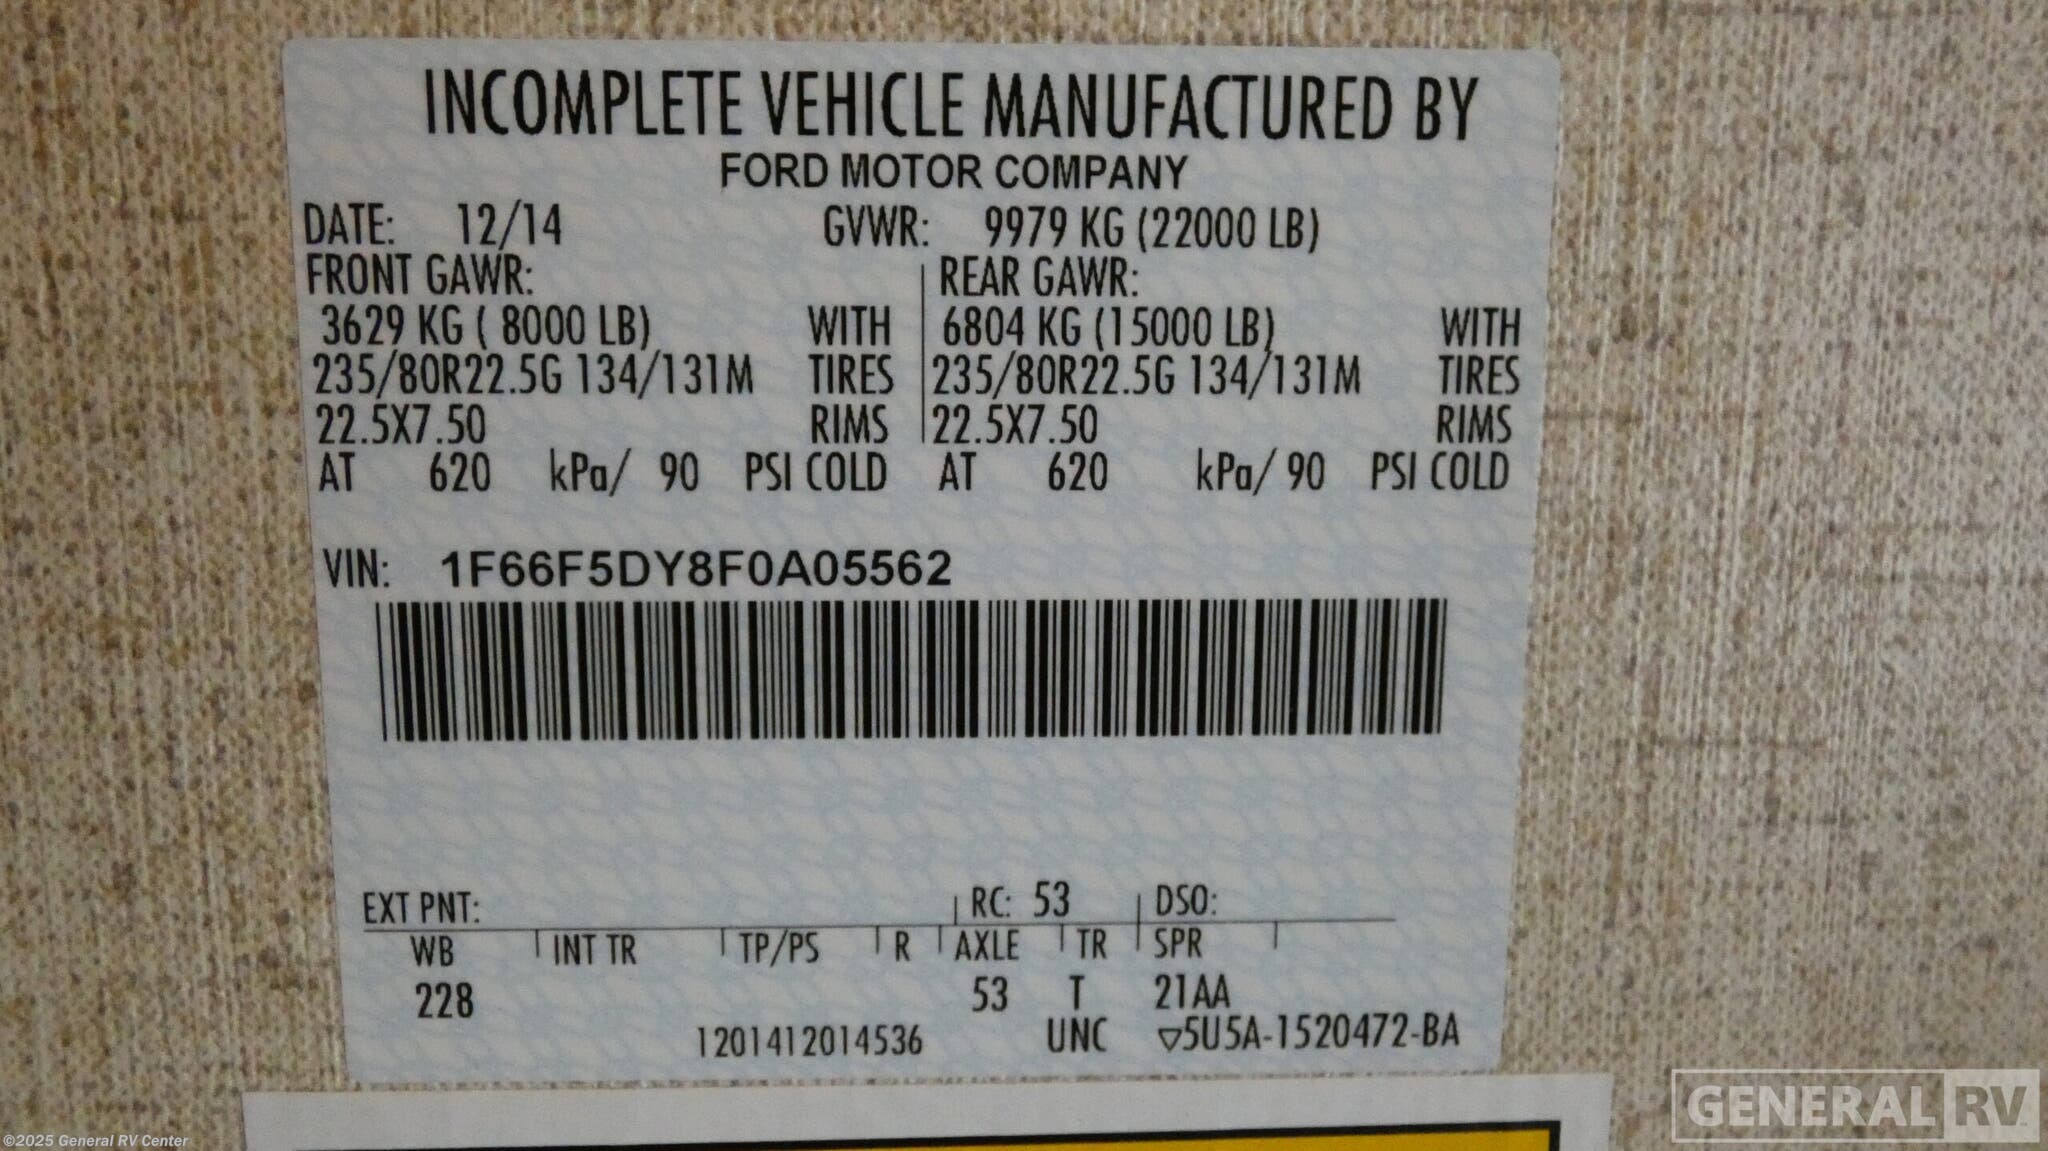 INCOMPLETE VEHICLE MANUFACTURED BY
FORD MOTOR COMPANY
DATE: 12/14 GVWR: 9979 KG (22000 LB)
FRONT GAWR: REAR GAWR:
3629 KG ( 8000 LB) WITH 6804 KG (15000 LB) WITH
235/80R22.5G 134/131M TIRES 235/80R22.5G 134/131M TIRES
22.5X7.50 RIMS 22.5X7.50 RIMS
AT 620 kPa/ 90 PSI COLD AT 620 kPa/ 90 PSI COLD
VIN: 1F66F5DY8F0A05562
EXT PNT: RC: 53 DSO:
WB INT TR TP/PS R AXLE TR SPR
228 53 T 21AA
1201412014536 UNC ▽5U5A-1520472-BA
GENERAL RV
©2025 General RV Center